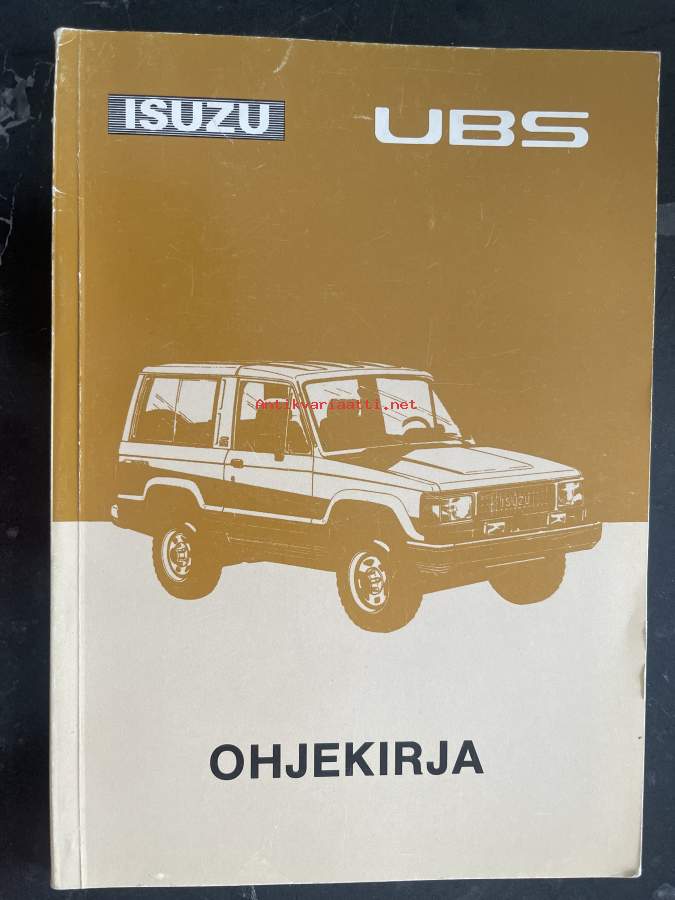 ISUZU
UBS
Antikvariaatti.net
ISUZU
OHJEKIRJA